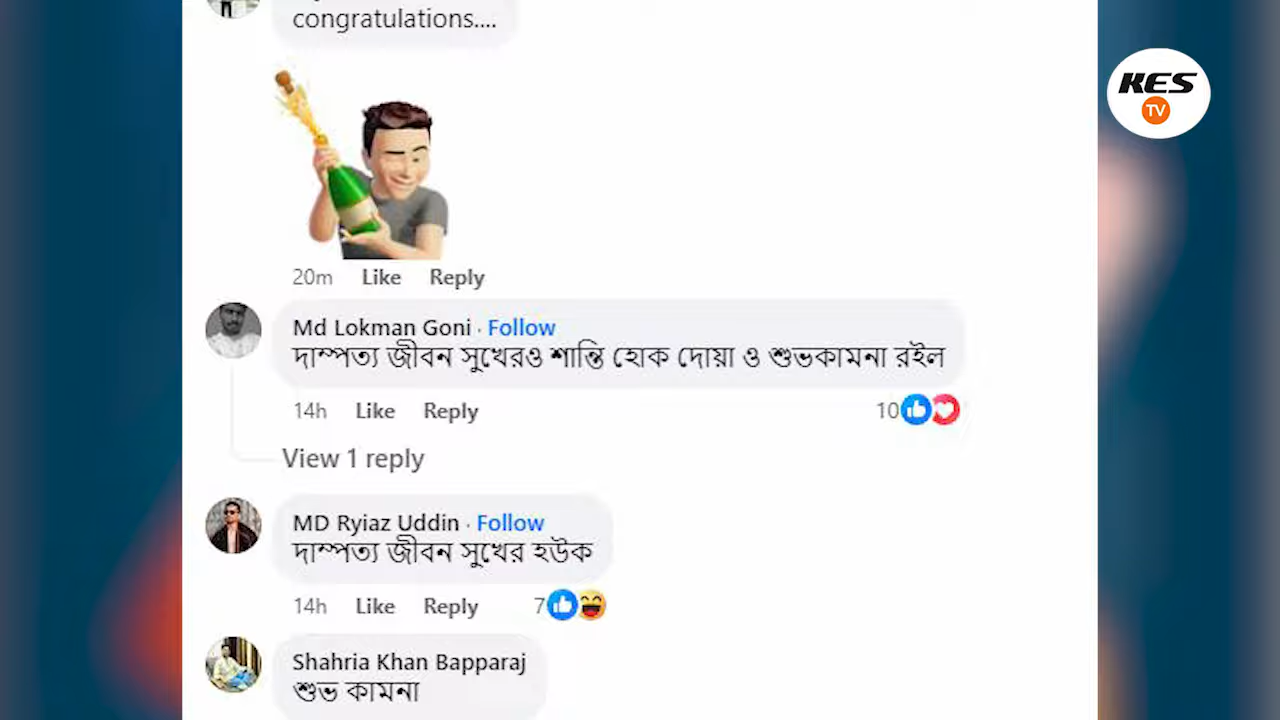 congratulations....
KES
TV
20m Like Reply
Md Lokman Goni · Follow
দাম্পত্য জীবন সুখেরও শান্তি হোক দোয়া ও শুভকামনা রইল
14h Like Reply 10
View 1 reply
MD Ryiaz Uddin · Follow
দাম্পত্য জীবন সুখের হউক
14h Like Reply 7
Shahria Khan Bapparaj
শুভ কামনা